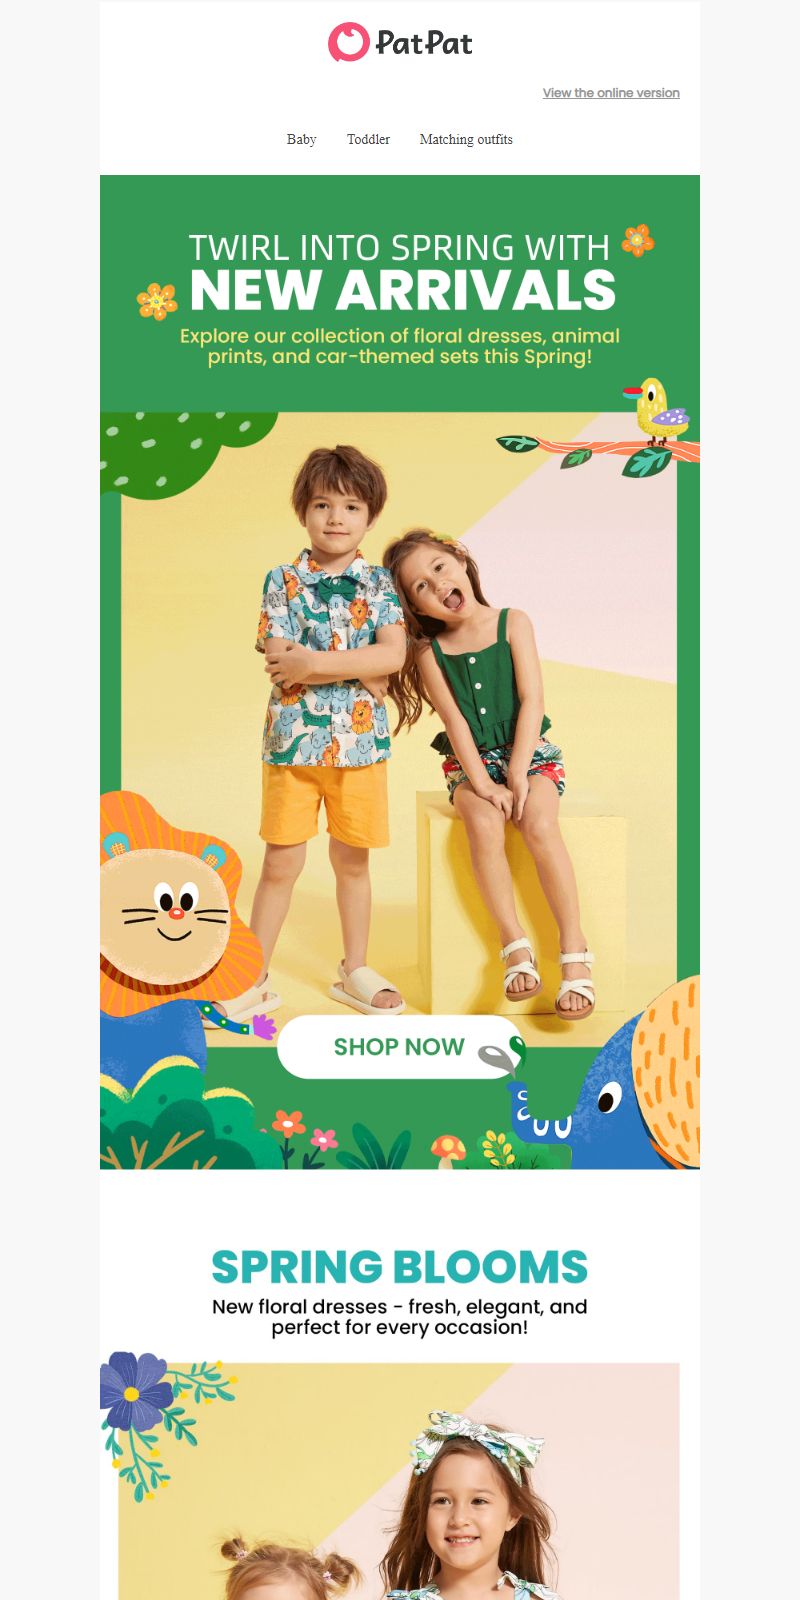 PatPat
View the online version
Baby Toddler Matching outfits
TWIRL INTO SPRING WITH
NEW ARRIVALS
Explore our collection of floral dresses, animal
prints, and car-themed sets this Spring!
SHOP NOW
SPRING BLOOMS
New floral dresses - fresh, elegant, and
perfect for every occasion!